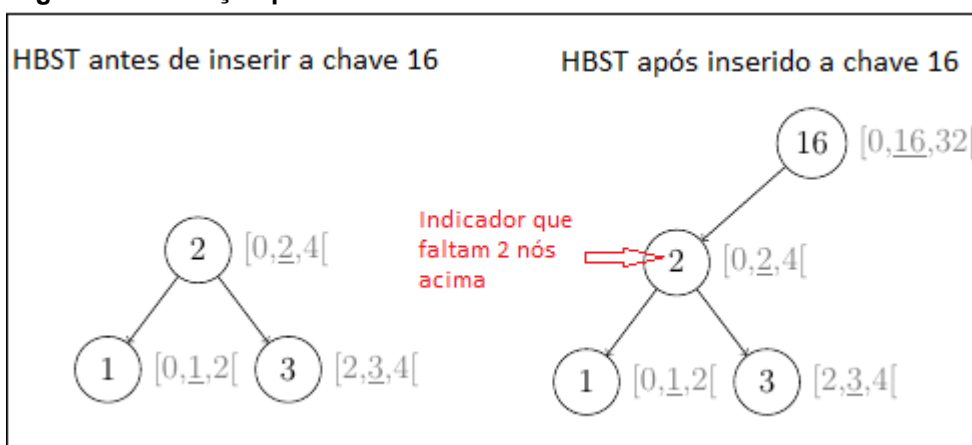 HBST antes de inserir a chave 16
HBST após inserido a chave 16
16 [0,16,32[
Indicador que
faltam 2 nós
acima
2 [0,2,4[
2 [0,2,4[
1 [0,1,2[ 3 [2,3,4[
1 [0,1,2[ 3 [2,3,4[